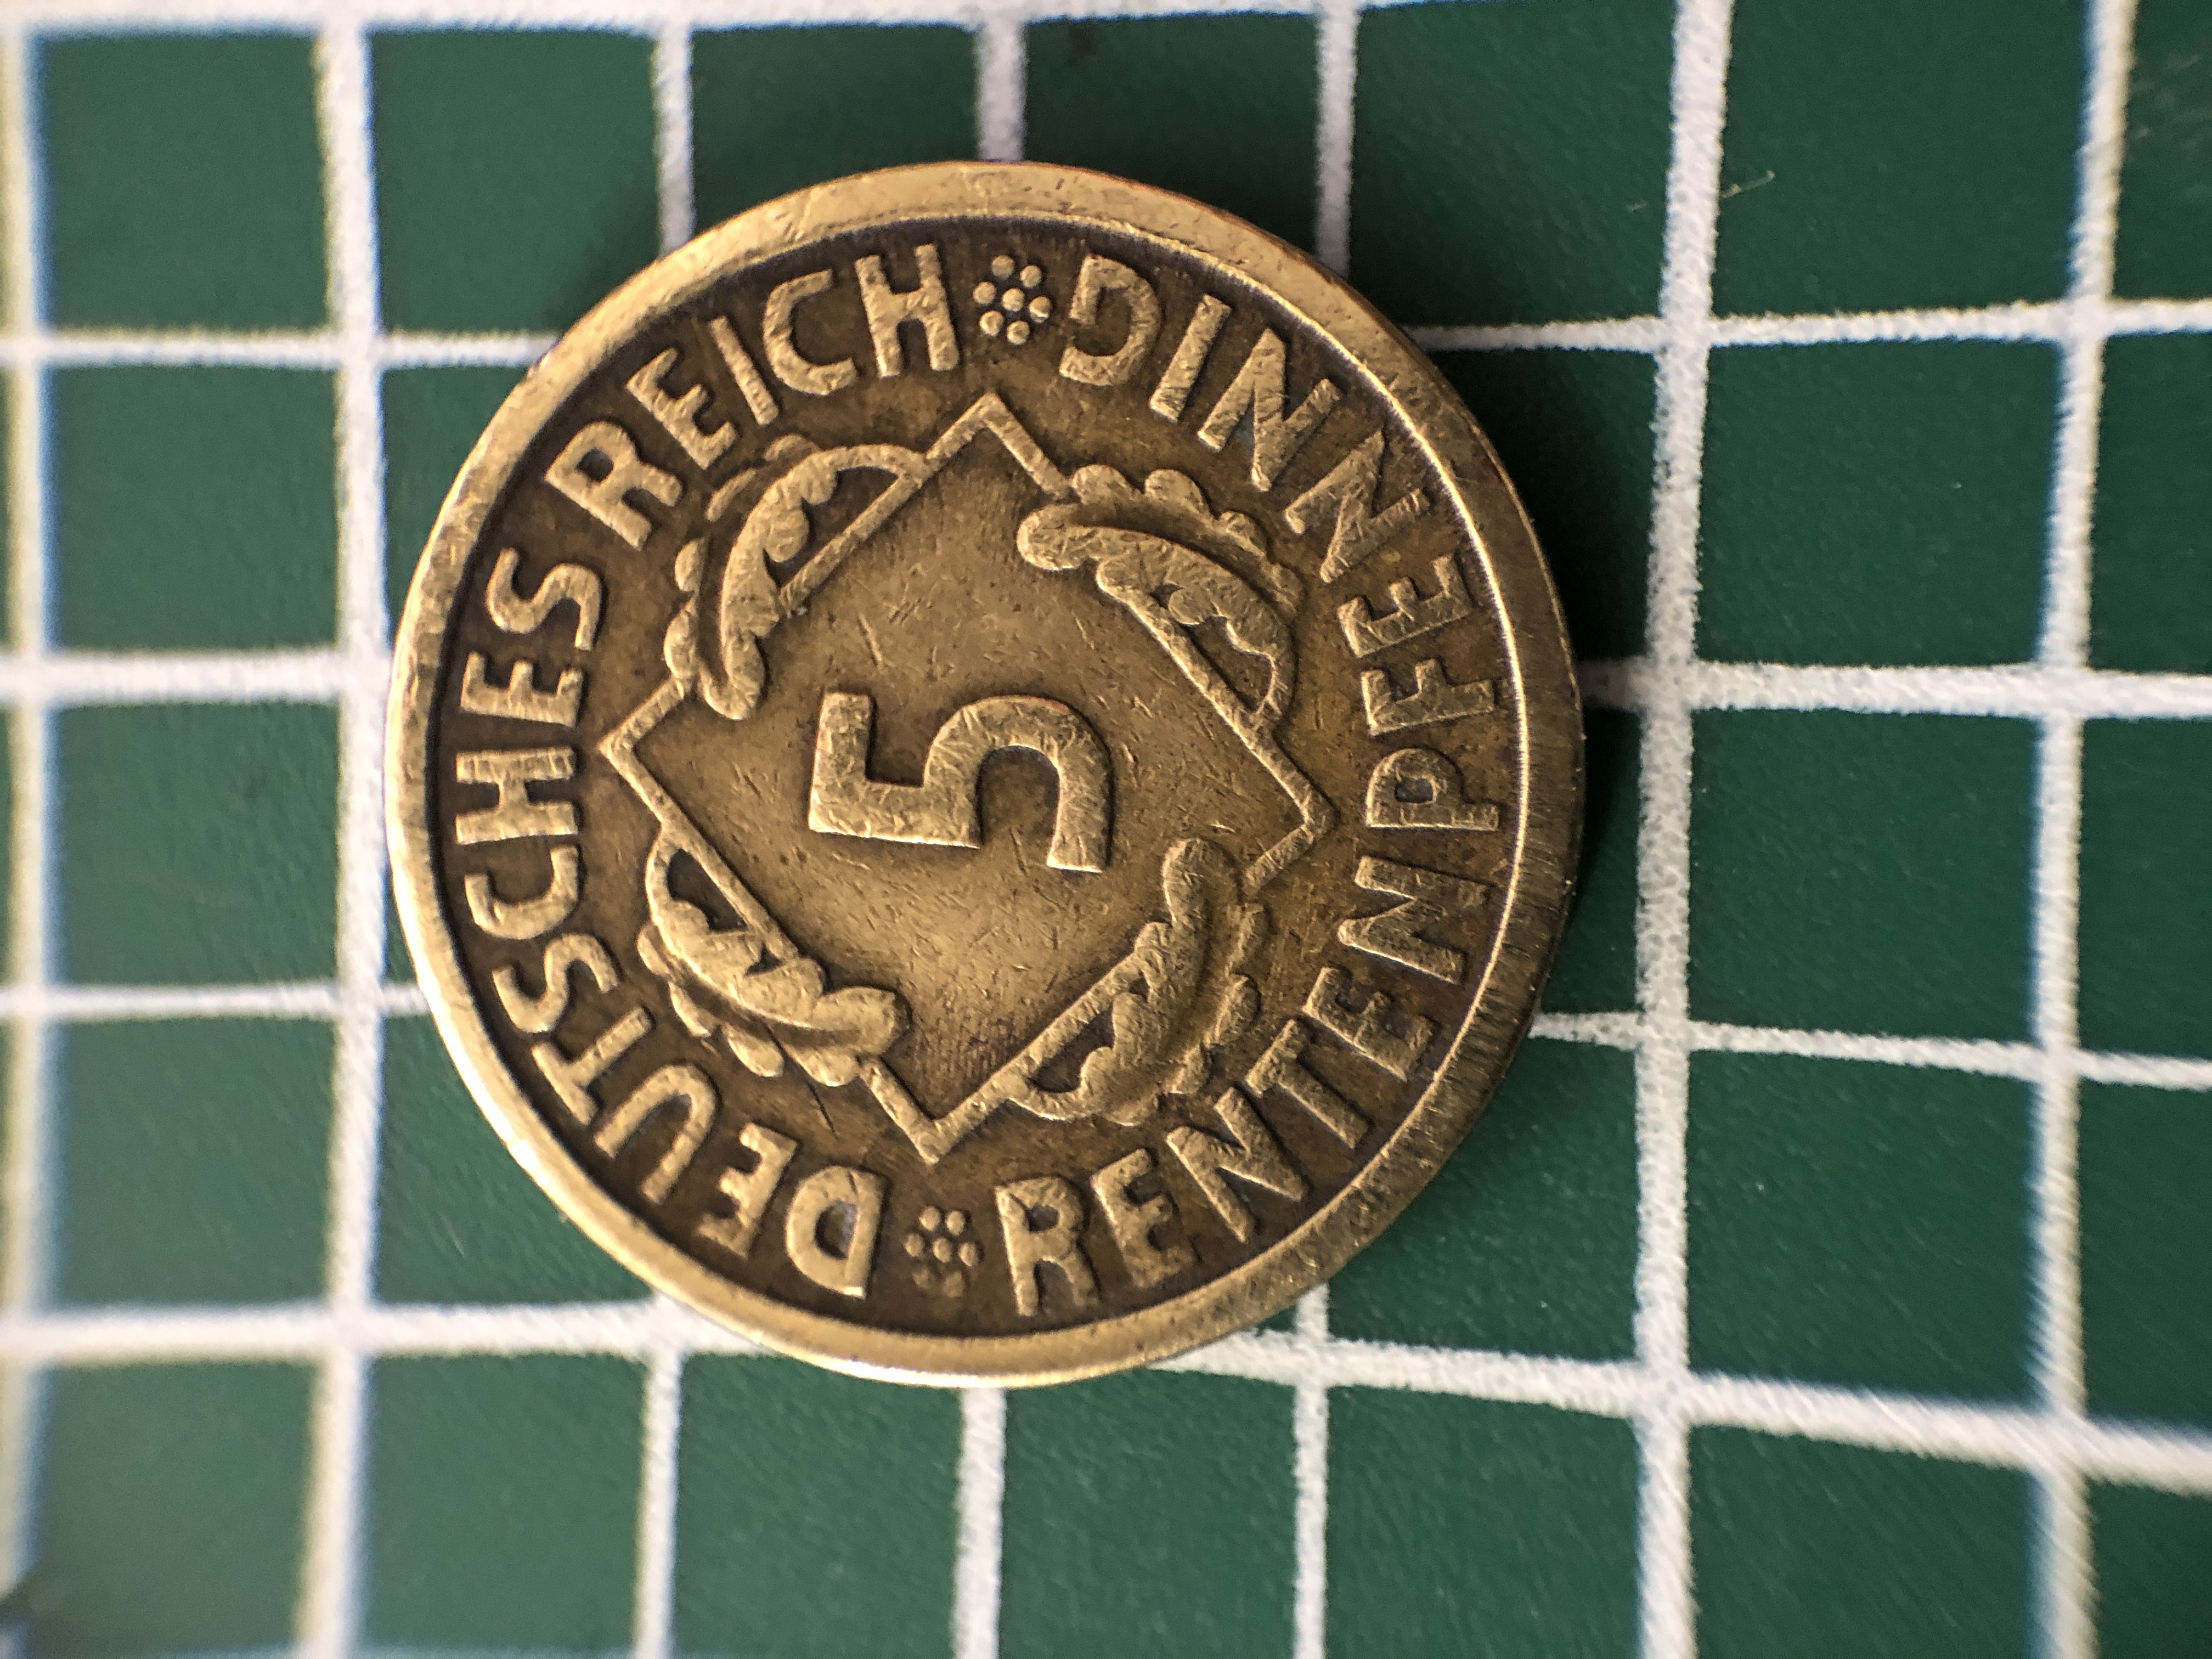 DEUTSCHES REICH
5
RENTENPFENNIG